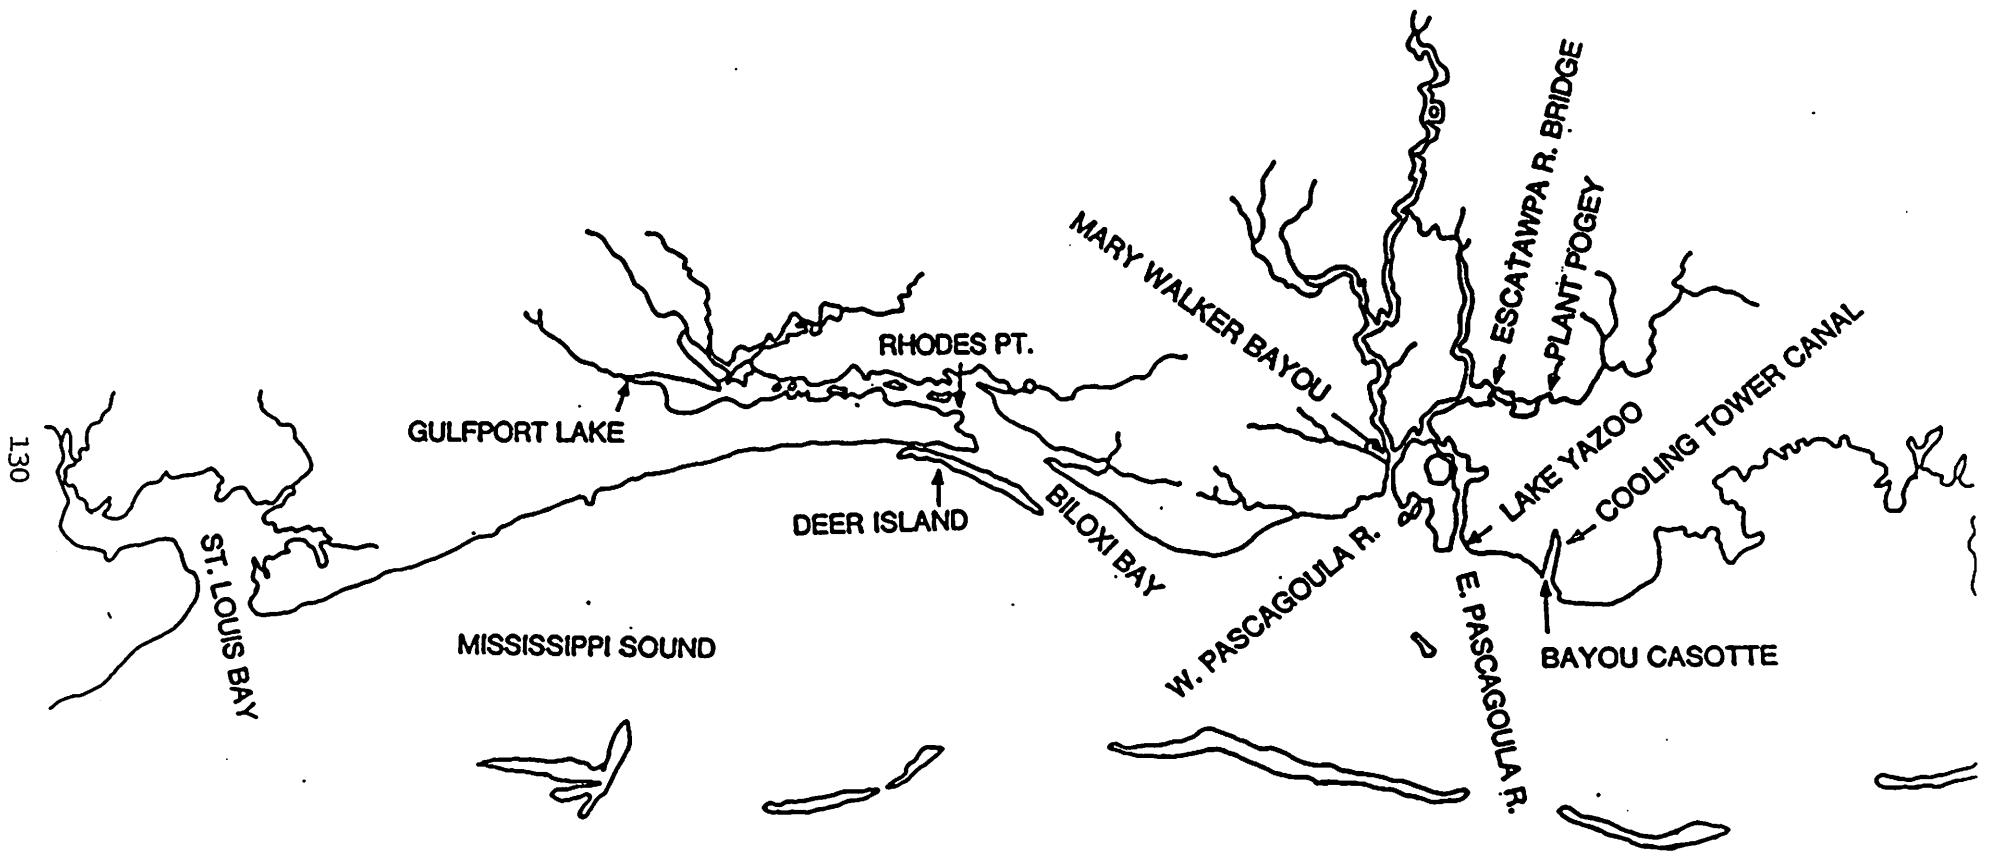 ESCATAWPA R. BRIDGE
PLANT POGEY
MARY WALKER BAYOU
COOLING TOWER CANAL
RHODES PT.
LAKE YAZOO
GULFPORT LAKE
130
DEER ISLAND
BILOXI BAY
ST. LOUIS BAY
W. PASCAGOULA R.
E. PASCAGOULA R.
MISSISSIPPI SOUND
BAYOU CASOTTE